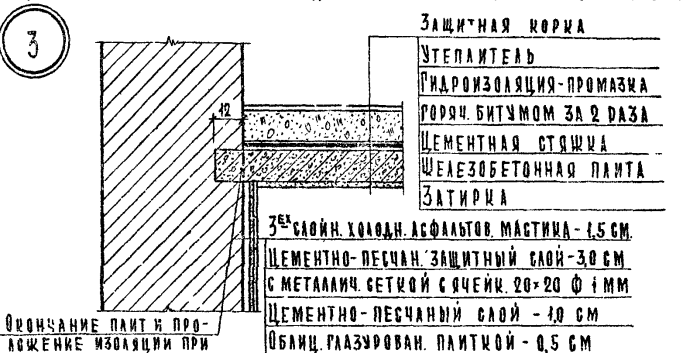 3
ЗАЩИТНАЯ КОРКА
УТЕПЛИТЕЛЬ
ГИДРОИЗОЛЯЦИЯ-ПРОМАЗКА
ГОРЯЧ. БИТУМОМ ЗА 2 РАЗА
ЦЕМЕНТНАЯ СТЯЖКА
ЖЕЛЕЗОБЕТОННАЯ ПЛИТА
ЗАТИРКА
12
3ЕХ СЛОЙН. ХОЛОДН. АСФАЛЬТОВ. МАСТИКА - 1,5 СМ.
ЦЕМЕНТНО-ПЕСЧАН. ЗАЩИТНЫЙ СЛОЙ - 3,0 СМ
С МЕТАЛЛИЧ. СЕТКОЙ С ЯЧЕЙК. 20×20 Ф 1 ММ
ЦЕМЕНТНО-ПЕСЧАНЫЙ СЛОЙ - 1,0 СМ
ОБЛИЦ. ГЛАЗУРОВАН. ПЛИТКОЙ - 0,5 СМ
ОКОНЧАНИЕ ПЛИТ И ПРО-
ЛОЖЕНИЕ ИЗОЛЯЦИИ ПРИ